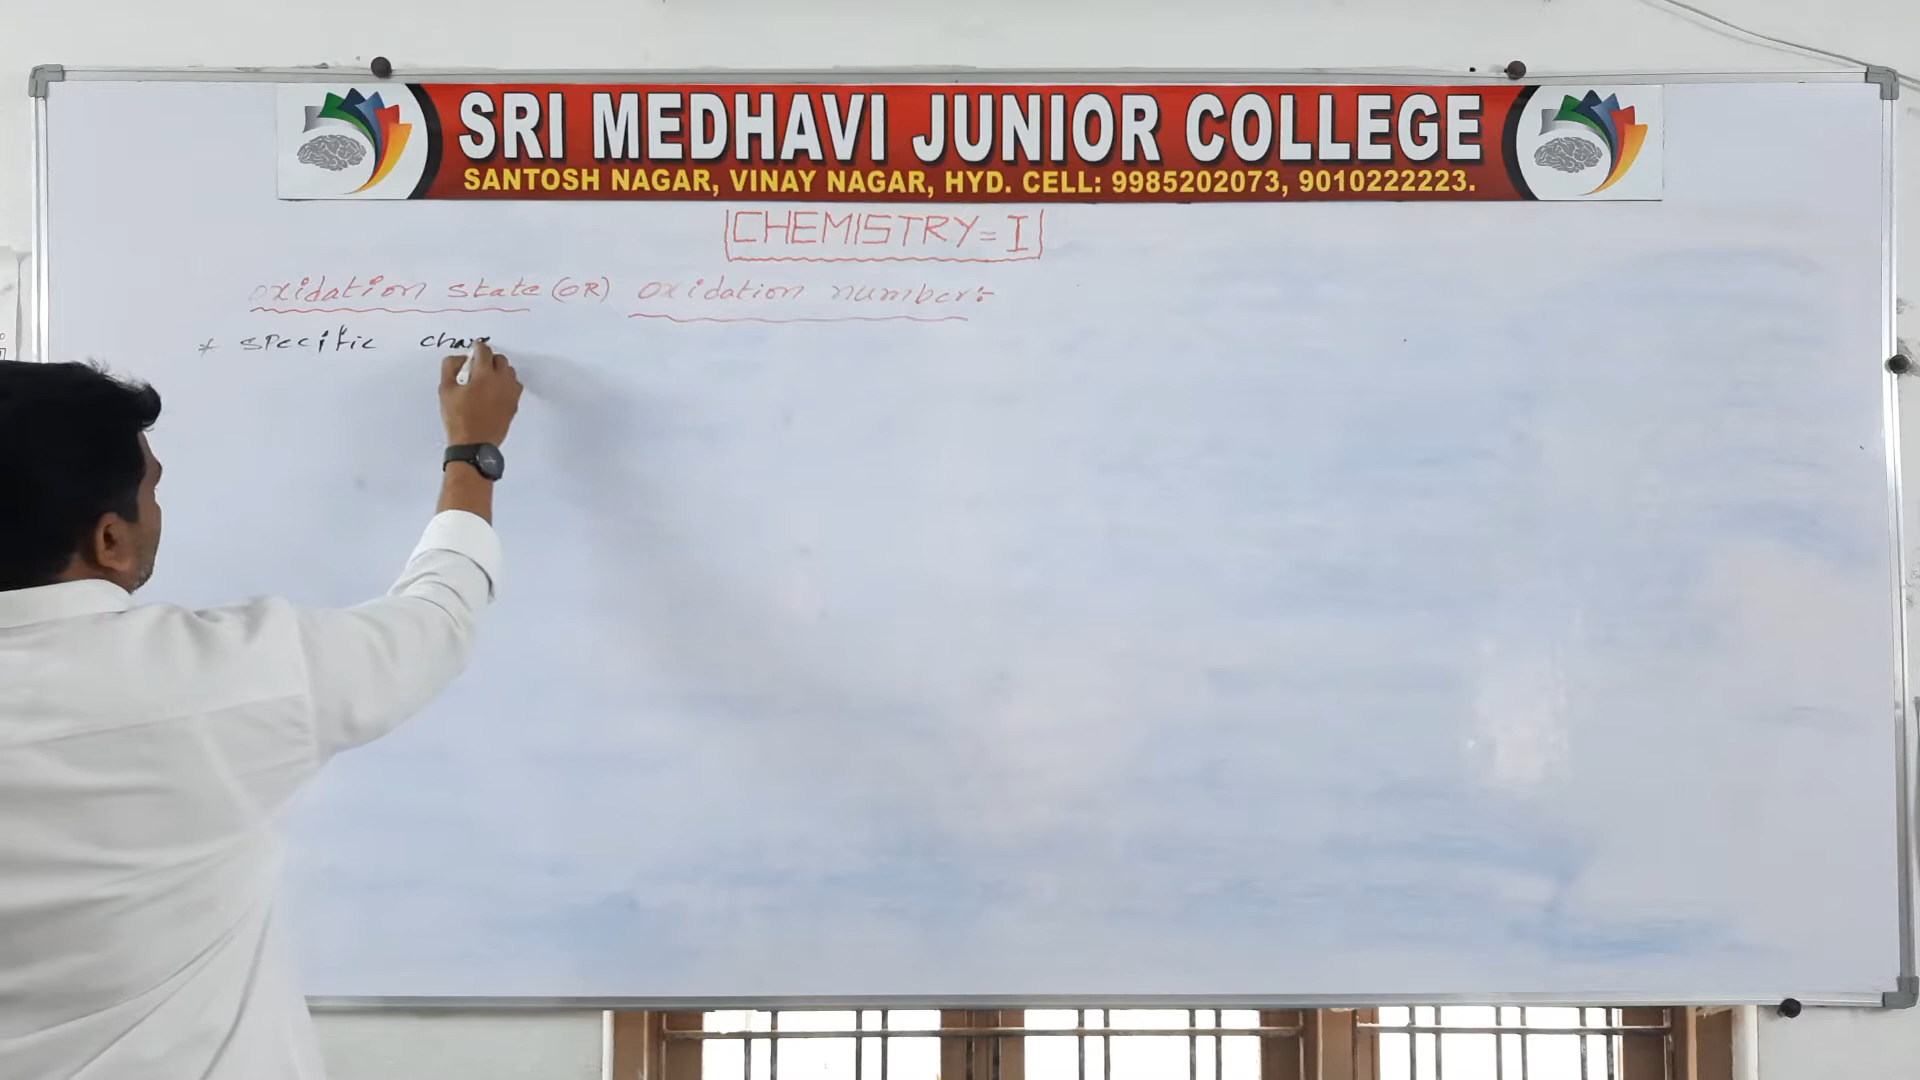 SRI MEDHAVI JUNIOR COLLEGE
SANTOSH NAGAR, VINAY NAGAR, HYD. CELL: 9985202073, 9010222223.
CHEMISTRY=I
oxidation state (OR) oxidation number:-
* specific